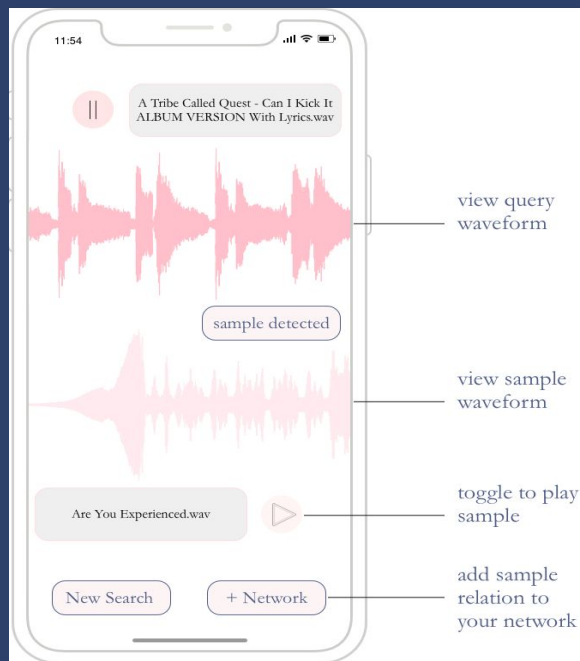 11:54
A Tribe Called Quest - Can I Kick It
ALBUM VERSION With Lyrics.wav
view query
waveform
sample detected
view sample
waveform
toggle to play
sample
Are You Experienced.wav
add sample
relation to
your network
New Search
+ Network